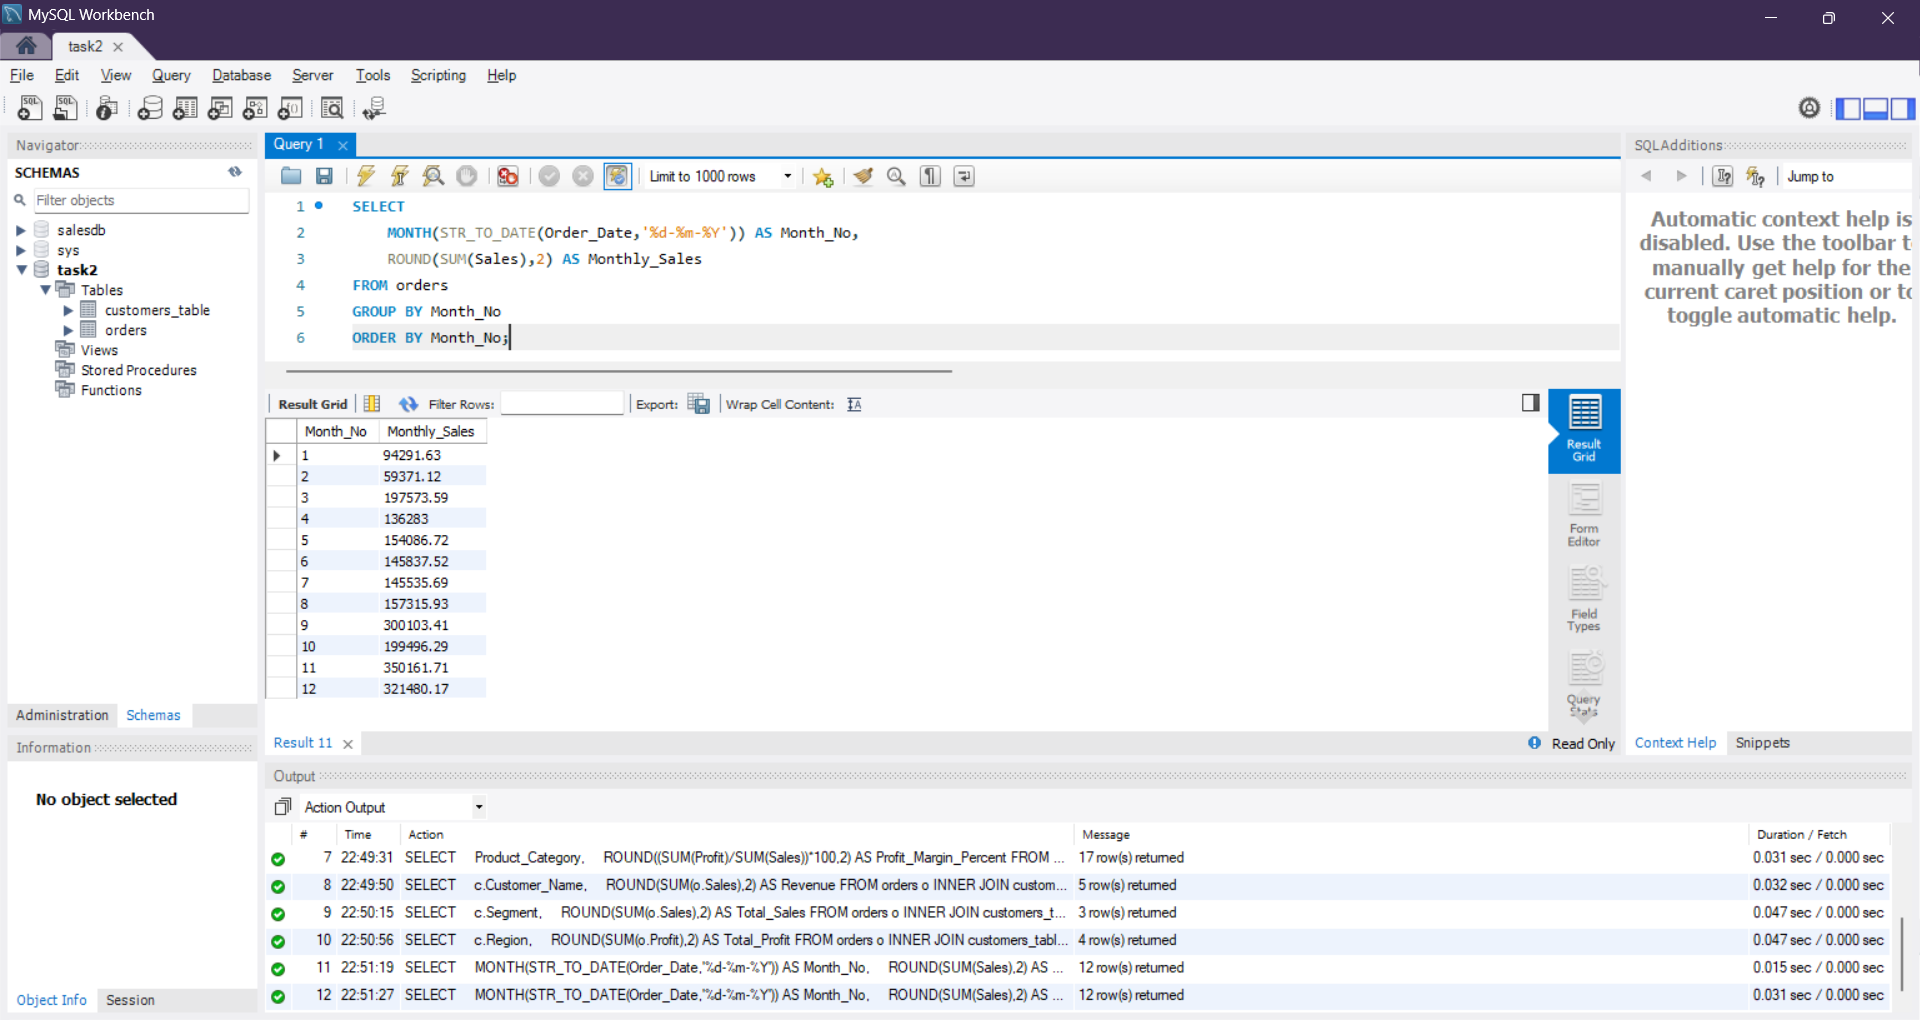 MySQL Workbench
task2
File Edit View Query Database Server Tools Scripting Help
Navigator
SCHEMAS
Filter objects
salesdb
sys
task2
Tables
customers_table
orders
Views
Stored Procedures
Functions
Administration Schemas
Information
No object selected
Object Info Session
Query 1
Limit to 1000 rows
1 SELECT
2 MONTH(STR_TO_DATE(Order_Date,'%d-%m-%Y')) AS Month_No,
3 ROUND(SUM(Sales),2) AS Monthly_Sales
4 FROM orders
5 GROUP BY Month_No
6 ORDER BY Month_No;
Result Grid Filter Rows: Export: Wrap Cell Content:
Month_No Monthly_Sales
1 94291.63
2 59371.12
3 197573.59
4 136283
5 154086.72
6 145837.52
7 145535.69
8 157315.93
9 300103.41
10 199496.29
11 350161.71
12 321480.17
Result Grid
Form Editor
Field Types
Query Stats
Result 11
Read Only
SQLAdditions
Jump to
Automatic context help is
disabled. Use the toolbar t
manually get help for the
current caret position or to
toggle automatic help.
Context Help Snippets
Output
Action Output
# Time Action Message Duration / Fetch
7 22:49:31 SELECT Product_Category, ROUND((SUM(Profit)/SUM(Sales))*100,2) AS Profit_Margin_Percent FROM ... 17 row(s) returned 0.031 sec / 0.000 sec
8 22:49:50 SELECT c.Customer_Name, ROUND(SUM(o.Sales),2) AS Revenue FROM orders o INNER JOIN custom... 5 row(s) returned 0.032 sec / 0.000 sec
9 22:50:15 SELECT c.Segment, ROUND(SUM(o.Sales),2) AS Total_Sales FROM orders o INNER JOIN customers_t... 3 row(s) returned 0.047 sec / 0.000 sec
10 22:50:56 SELECT c.Region, ROUND(SUM(o.Profit),2) AS Total_Profit FROM orders o INNER JOIN customers_tabl... 4 row(s) returned 0.047 sec / 0.000 sec
11 22:51:19 SELECT MONTH(STR_TO_DATE(Order_Date,'%d-%m-%Y')) AS Month_No, ROUND(SUM(Sales),2) AS ... 12 row(s) returned 0.015 sec / 0.000 sec
12 22:51:27 SELECT MONTH(STR_TO_DATE(Order_Date,'%d-%m-%Y')) AS Month_No, ROUND(SUM(Sales),2) AS ... 12 row(s) returned 0.031 sec / 0.000 sec